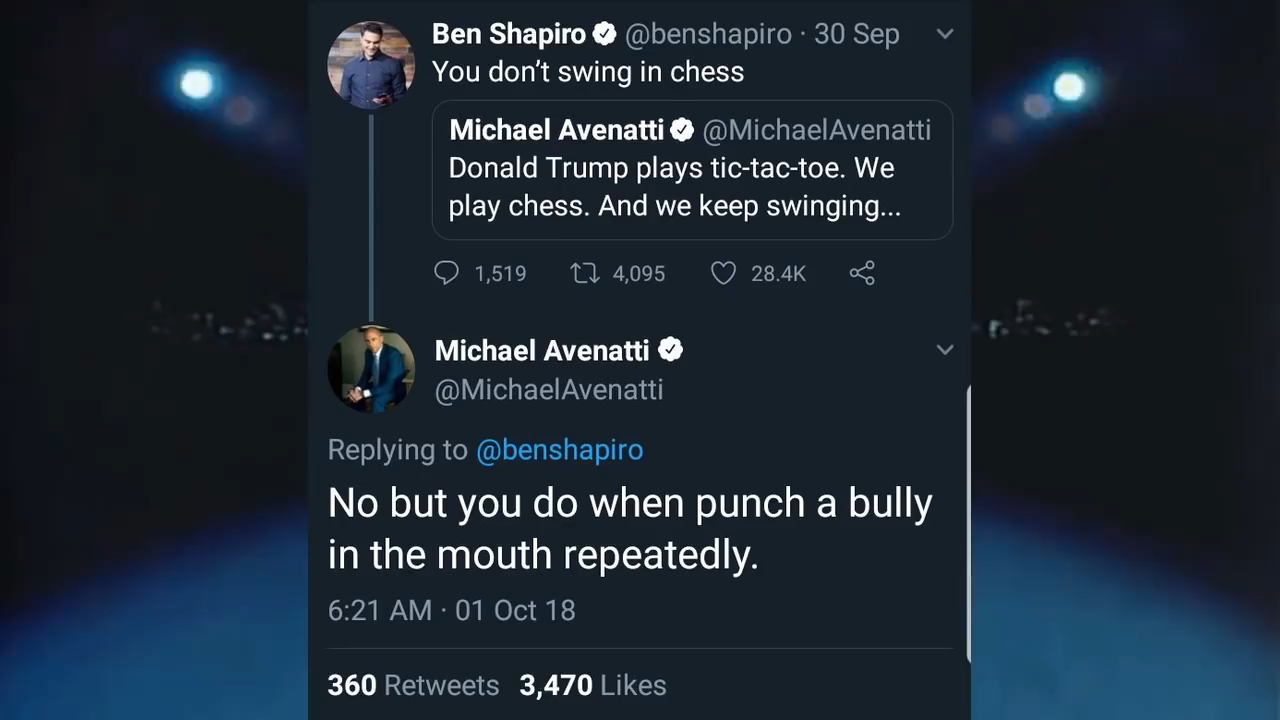 Ben Shapiro @benshapiro · 30 Sep
You don't swing in chess
Michael Avenatti @MichaelAvenatti
Donald Trump plays tic-tac-toe. We
play chess. And we keep swinging...
1,519 4,095 28.4K
Michael Avenatti
@MichaelAvenatti
Replying to @benshapiro
No but you do when punch a bully
in the mouth repeatedly.
6:21 AM · 01 Oct 18
360 Retweets 3,470 Likes